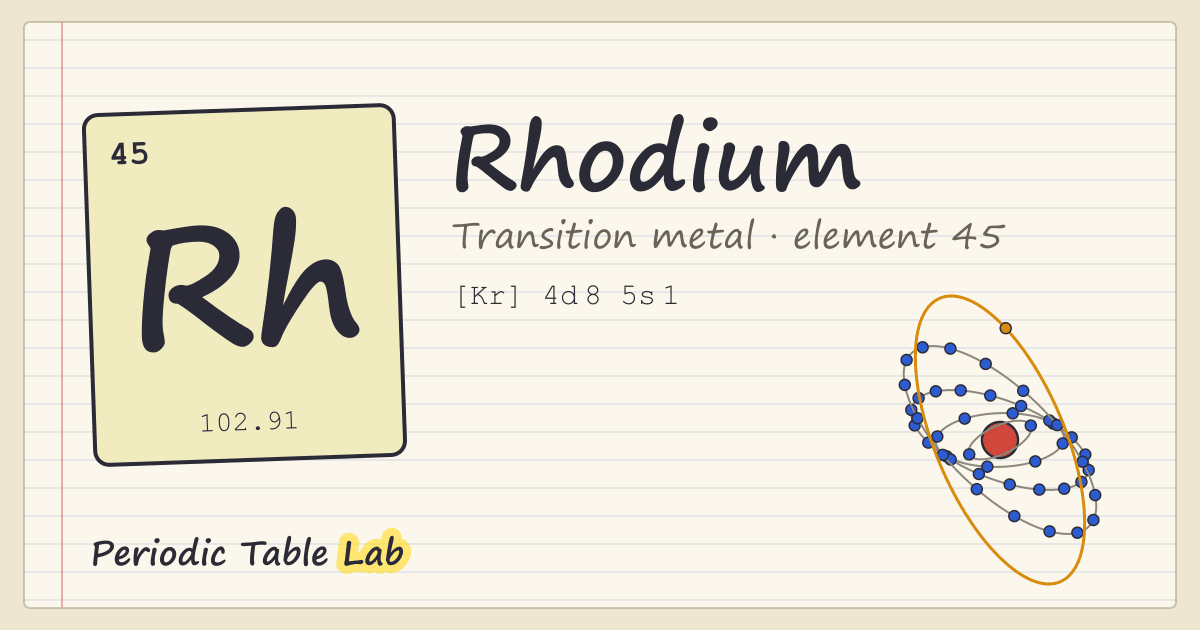 45
Rh
102.91
Rhodium
Transition metal · element 45
[Kr] 4d8 5s1
Periodic Table Lab